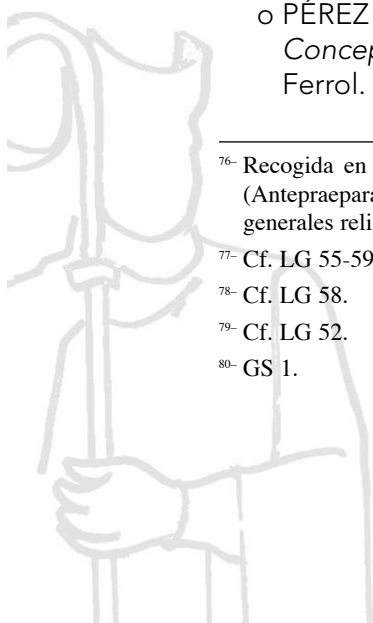 o PÉREZ
Concep
Ferrol.
76– Recogida en
(Antepraepara
generales reli
77– Cf. LG 55-59
78– Cf. LG 58.
79– Cf. LG 52.
80– GS 1.